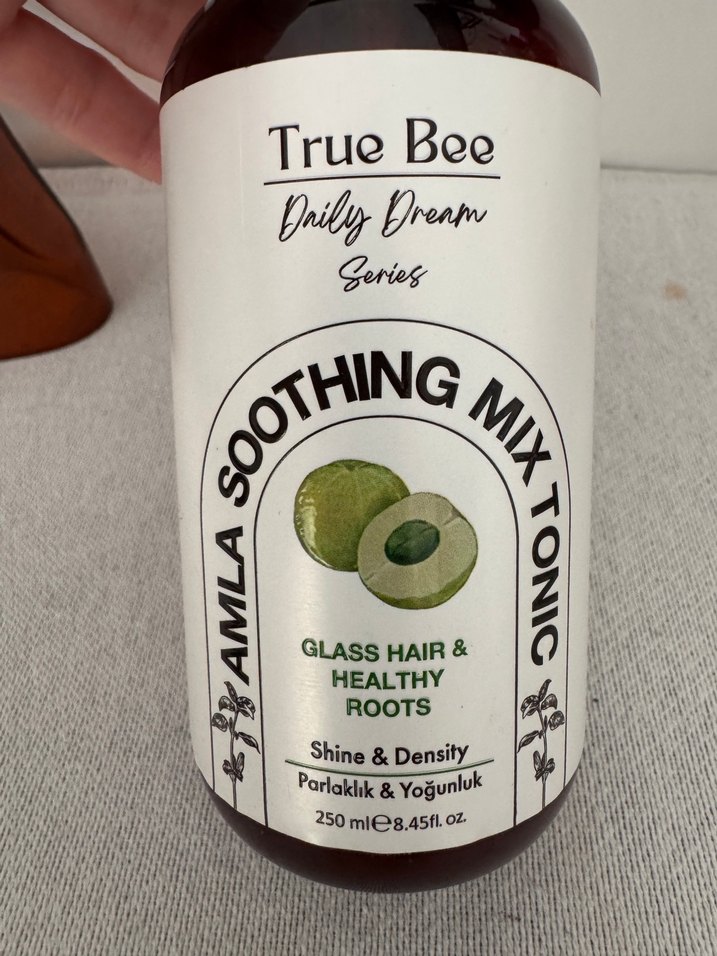 True Bee
Daily Dream
Series
AMLA SOOTHING MIX TONIC
GLASS HAIR &
HEALTHY
ROOTS
Shine & Density
Parlaklık & Yoğunluk
250 ml℮8.45fl. oz.